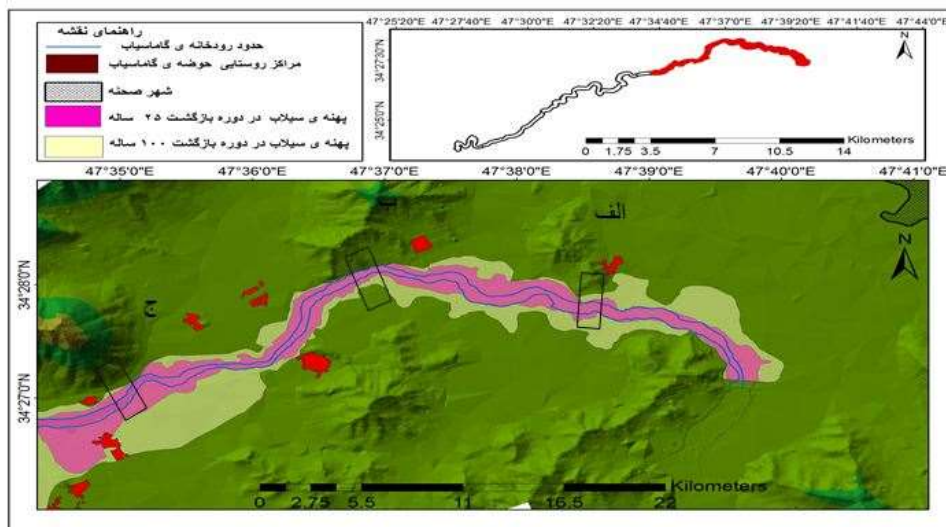 راهنمای نقشه
حدود رودخانه ی گاماسیاب
مراکز روستایی حوضه ی گاماسیاب
شهر صحنه
پهنه ی سیلاب در دوره بازگشت ۲۵ ساله
پهنه ی سیلاب در دوره بازگشت ۱۰۰ ساله
47°25'20"E 47°27'40"E 47°30'0"E 47°32'20"E 47°34'40"E 47°37'0"E 47°39'20"E 47°41'40"E 47°44'0"E
34°27'30"N
34°25'0"N
N
Kilometers
0 1.75 3.5 7 10.5 14
47°35'0"E 47°36'0"E 47°37'0"E 47°38'0"E 47°39'0"E 47°40'0"E 47°41'0"E
الف
ب
ج
N
34°28'0"N
34°27'0"N
Kilometers
0 2.75 5.5 11 16.5 22